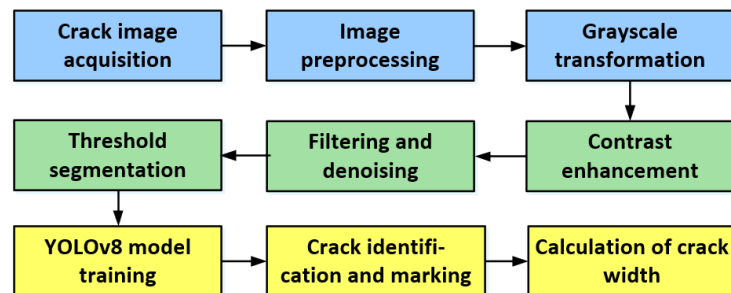 Crack image
acquisition
Image
preprocessing
Grayscale
transformation
Threshold
segmentation
Filtering and
denoising
Contrast
enhancement
YOLOv8 model
training
Crack identifi-
cation and marking
Calculation of crack
width